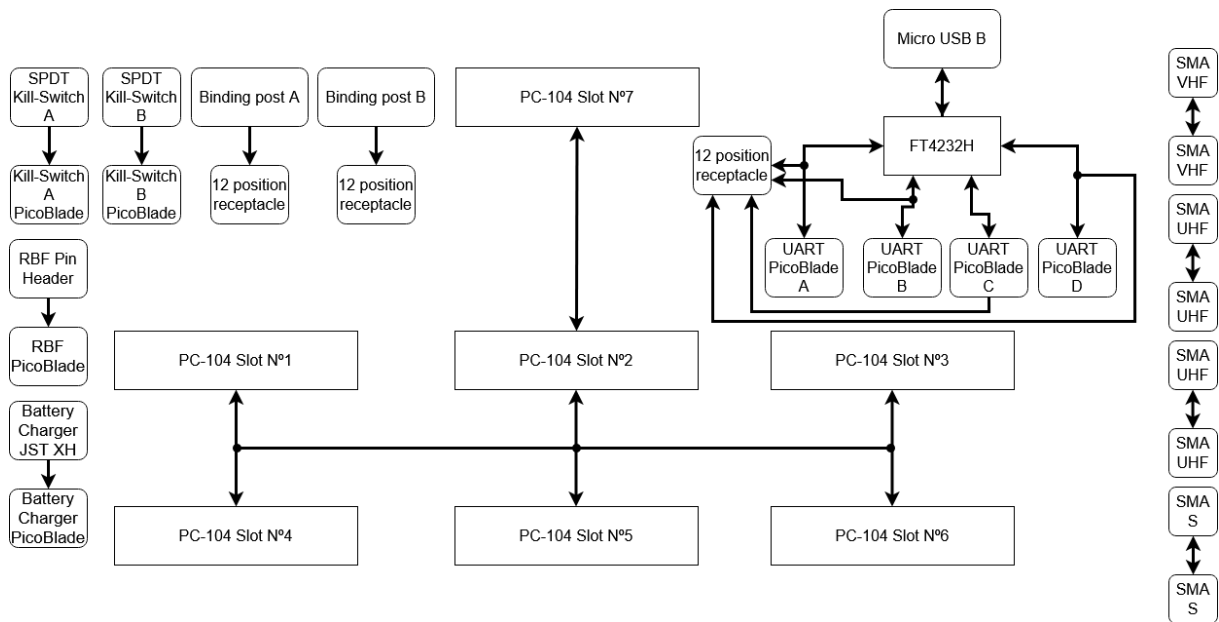 Micro USB B
SPDT
Kill-Switch
A
SPDT
Kill-Switch
B
Binding post A
Binding post B
PC-104 Slot Nº7
SMA
VHF
FT4232H
12 position
receptacle
SMA
VHF
Kill-Switch
A
PicoBlade
Kill-Switch
B
PicoBlade
12 position
receptacle
12 position
receptacle
SMA
UHF
RBF Pin
Header
UART
PicoBlade
A
UART
PicoBlade
B
UART
PicoBlade
C
UART
PicoBlade
D
SMA
UHF
RBF
PicoBlade
PC-104 Slot Nº1
PC-104 Slot Nº2
PC-104 Slot Nº3
SMA
UHF
Battery
Charger
JST XH
SMA
UHF
Battery
Charger
PicoBlade
PC-104 Slot Nº4
PC-104 Slot Nº5
PC-104 Slot Nº6
SMA
S
SMA
S